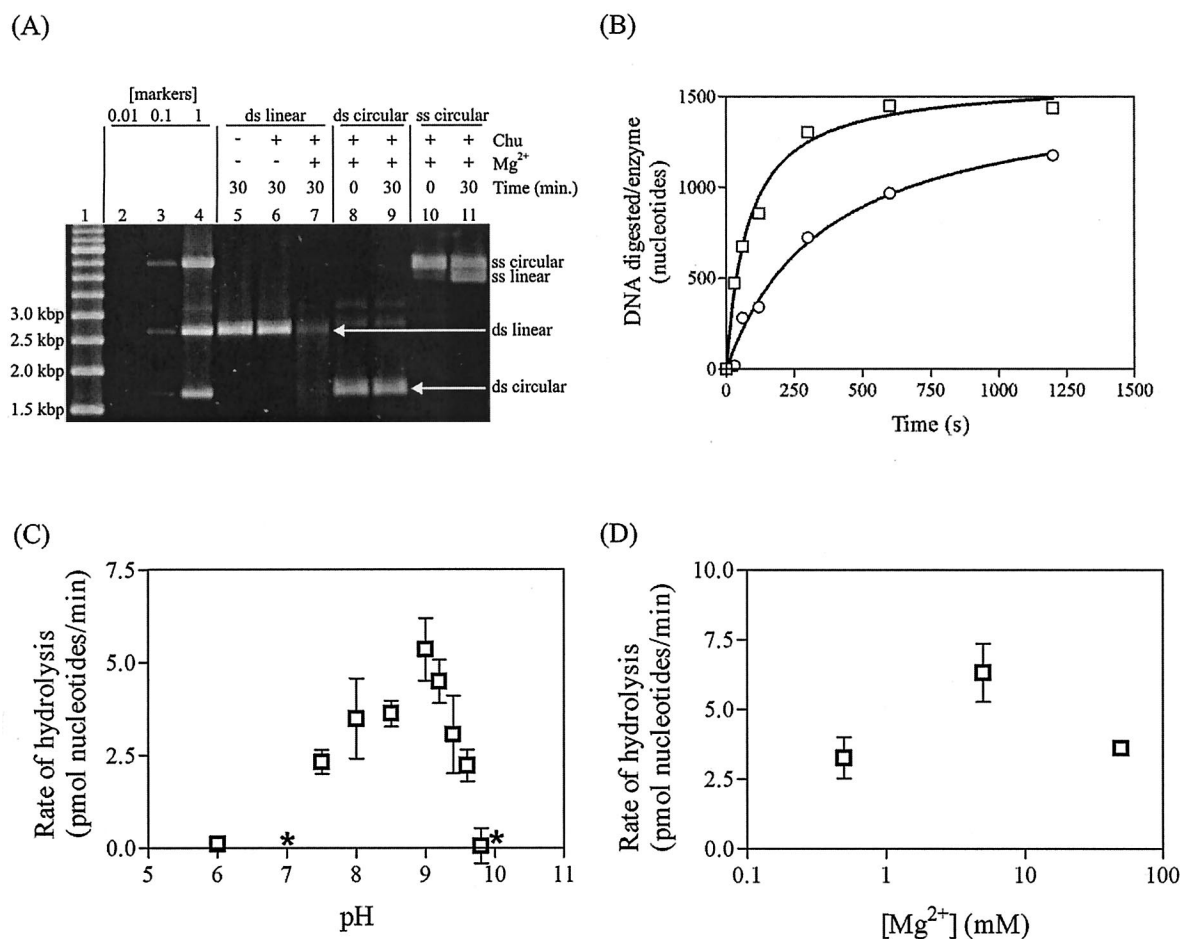 (A)
[markers]
0.01 0.1 1 ds linear ds circular ss circular
- + + + + + + Chu
- - + + + + + Mg2+
30 30 30 0 30 0 30 Time (min.)
1 2 3 4 5 6 7 8 9 10 11
ss circular
ss linear
3.0 kbp
ds linear
2.5 kbp
2.0 kbp
ds circular
1.5 kbp
(B)
DNA digested/enzyme
(nucleotides)
1500
1000
500
0
0 250 500 750 1000 1250 1500
Time (s)
(C)
Rate of hydrolysis
(pmol nucleotides/min)
7.5
5.0
2.5
0.0
* *
5 6 7 8 9 10 11
pH
(D)
Rate of hydrolysis
(pmol nucleotides/min)
10.0
7.5
5.0
2.5
0.0
0.1 1 10 100
[Mg2+] (mM)